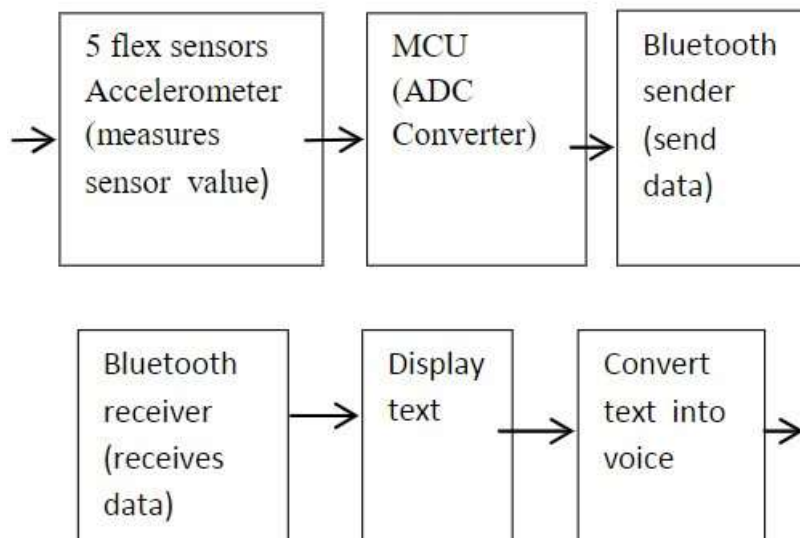 5 flex sensors
Accelerometer
(measures
sensor value)
MCU
(ADC
Converter)
Bluetooth
sender
(send
data)
Bluetooth
receiver
(receives
data)
Display
text
Convert
text into
voice